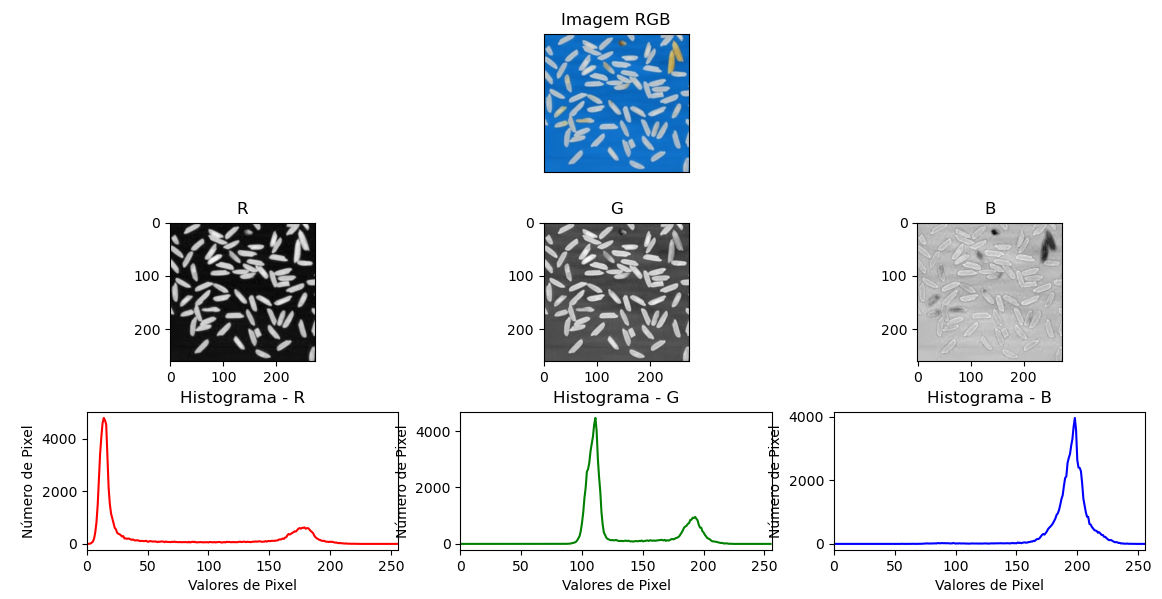 Imagem RGB
R
G
B
0
100
200
0 100 200
0
100
200
0 100 200
0
100
200
0 100 200
Histograma - R
Histograma - G
Histograma - B
Número de Pixel
4000
2000
0
0 50 100 150 200 250
Valores de Pixel
Número de Pixel
4000
2000
0
0 50 100 150 200 250
Valores de Pixel
Número de Pixel
4000
2000
0
0 50 100 150 200 250
Valores de Pixel